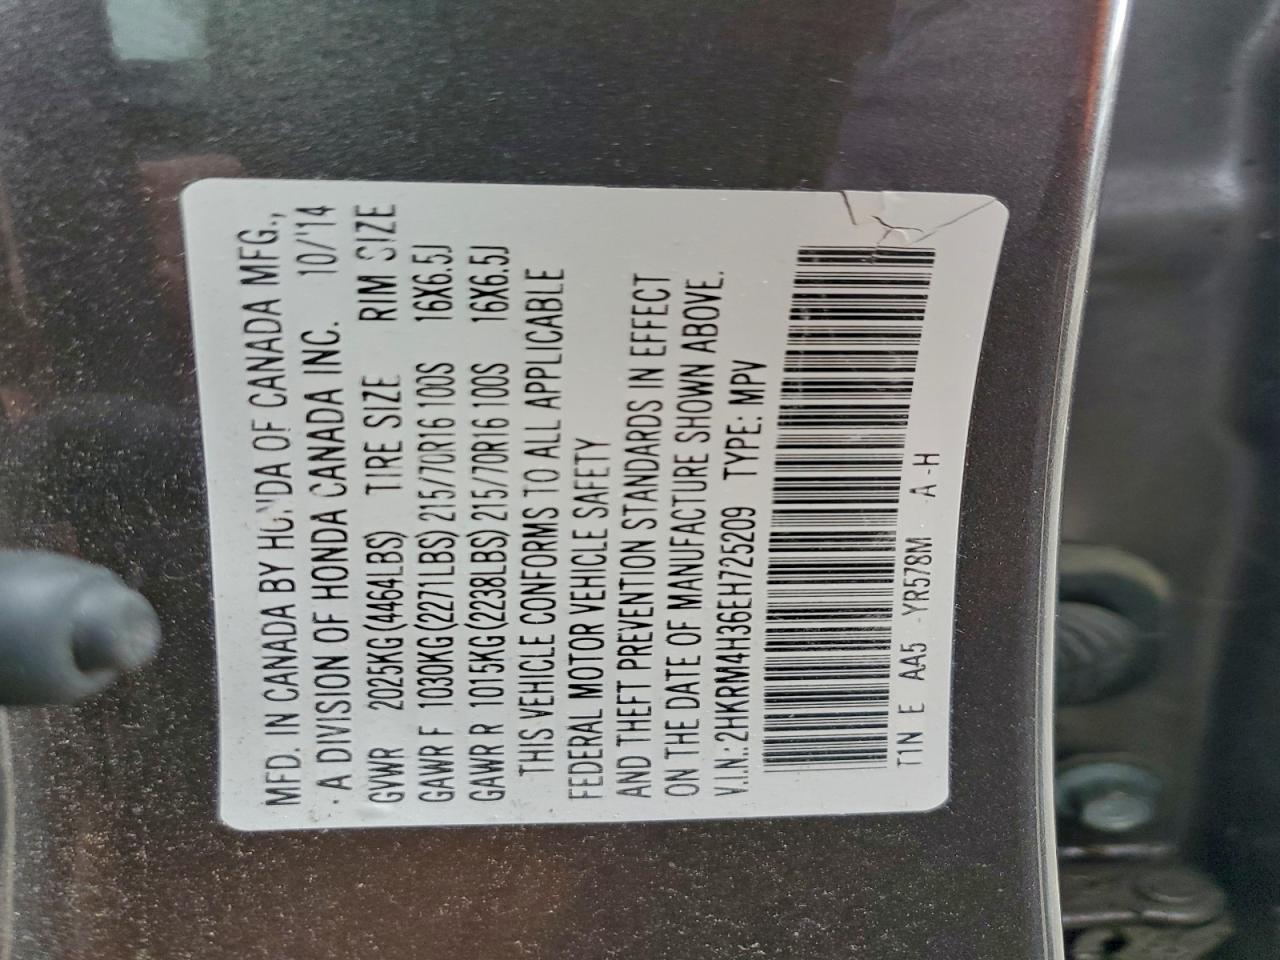 MFD. IN CANADA BY HONDA OF CANADA MFG.,
A DIVISION OF HONDA CANADA INC. 10/'14
GVWR 2025KG (4464LBS) TIRE SIZE RIM SIZE
GAWR F 1030KG (2271LBS) 215/70R16 100S 16X6.5J
GAWR R 1015KG (2238LBS) 215/70R16 100S 16X6.5J
THIS VEHICLE CONFORMS TO ALL APPLICABLE
FEDERAL MOTOR VEHICLE SAFETY
AND THEFT PREVENTION STANDARDS IN EFFECT
ON THE DATE OF MANUFACTURE SHOWN ABOVE.
V.I.N.: 2HKRM4H36EH725209 TYPE: MPV
T1N E AA5 -YR578M A -H